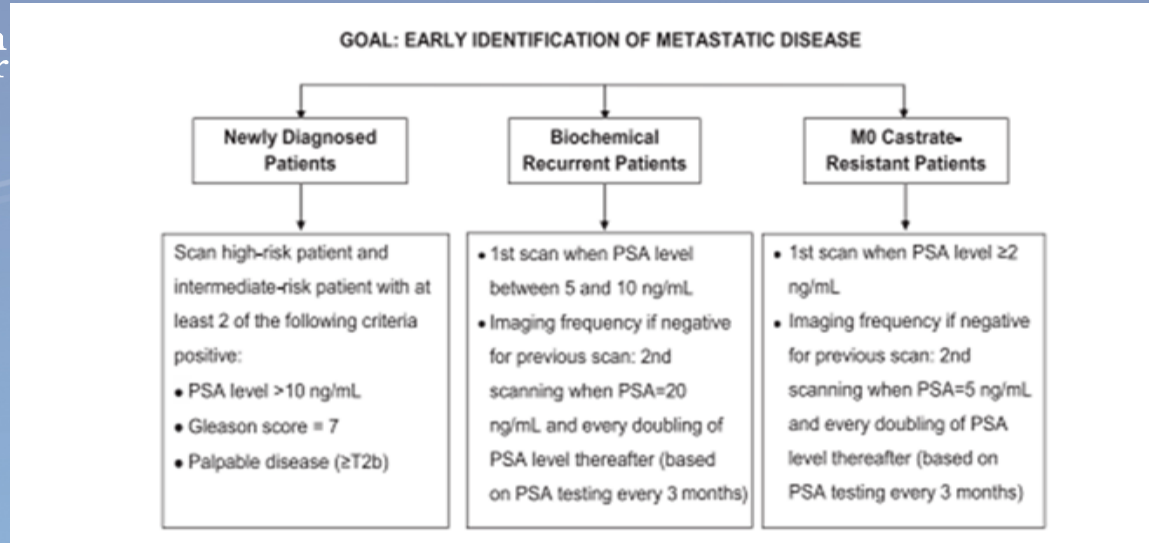 GOAL: EARLY IDENTIFICATION OF METASTATIC DISEASE
Newly Diagnosed
Patients
Biochemical
Recurrent Patients
M0 Castrate-
Resistant Patients
Scan high-risk patient and
intermediate-risk patient with at
least 2 of the following criteria
positive:
• PSA level >10 ng/mL
• Gleason score = 7
• Palpable disease (≥T2b)
• 1st scan when PSA level
between 5 and 10 ng/mL
• Imaging frequency if negative
for previous scan: 2nd
scanning when PSA=20
ng/mL and every doubling of
PSA level thereafter (based
on PSA testing every 3 months)
• 1st scan when PSA level ≥2
ng/mL
• Imaging frequency if negative
for previous scan: 2nd
scanning when PSA=5 ng/mL
and every doubling of PSA
level thereafter (based on
PSA testing every 3 months)